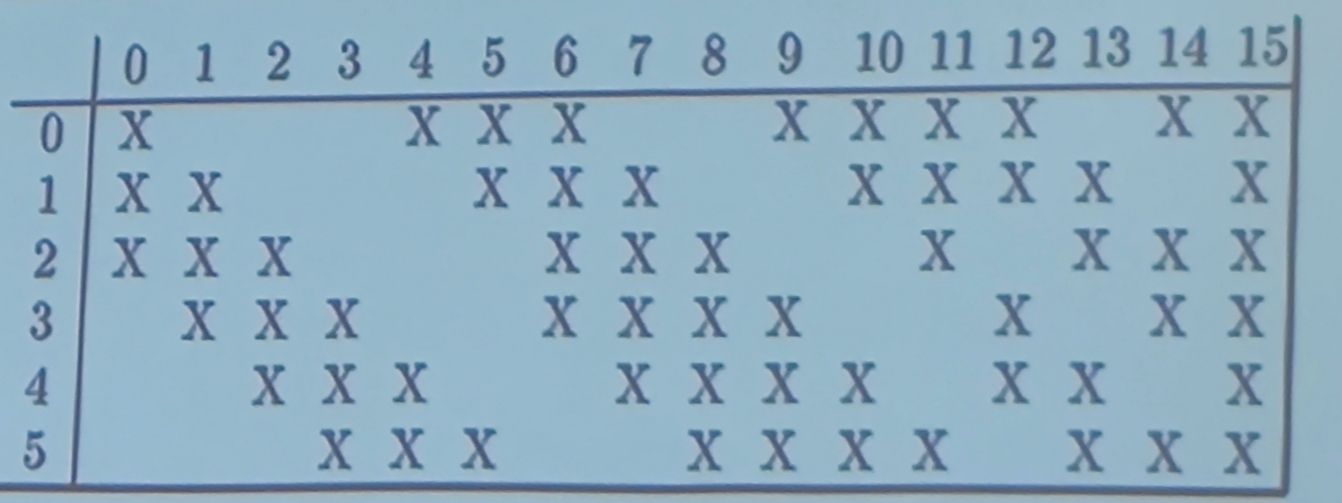 0 1 2 3 4 5 6 7 8 9 10 11 12 13 14 15
0 X X X X X X X X X X
1 X X X X X X X X X X
2 X X X X X X X X X X
3 X X X X X X X X X X
4 X X X X X X X X X X
5 X X X X X X X X X X